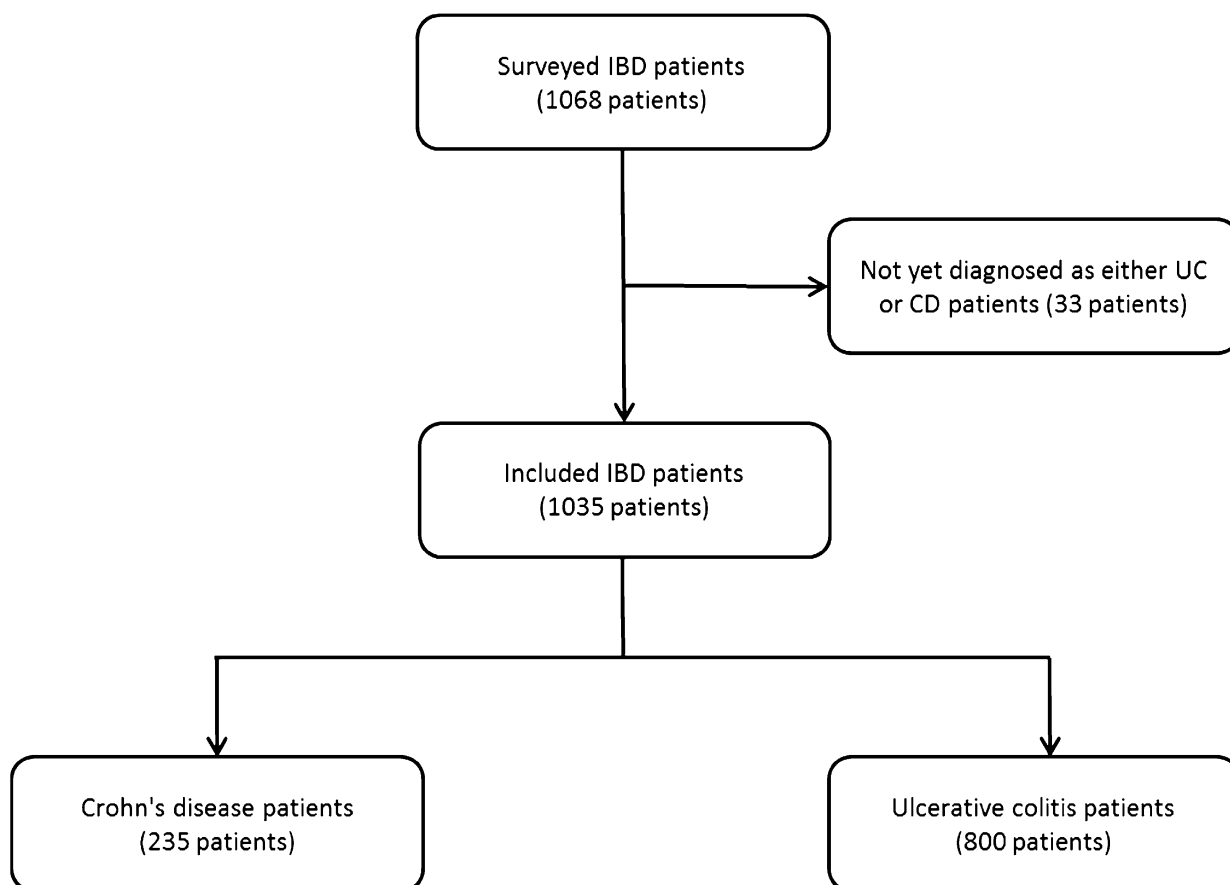 Surveyed IBD patients
(1068 patients)
Not yet diagnosed as either UC
or CD patients (33 patients)
Included IBD patients
(1035 patients)
Crohn's disease patients
(235 patients)
Ulcerative colitis patients
(800 patients)